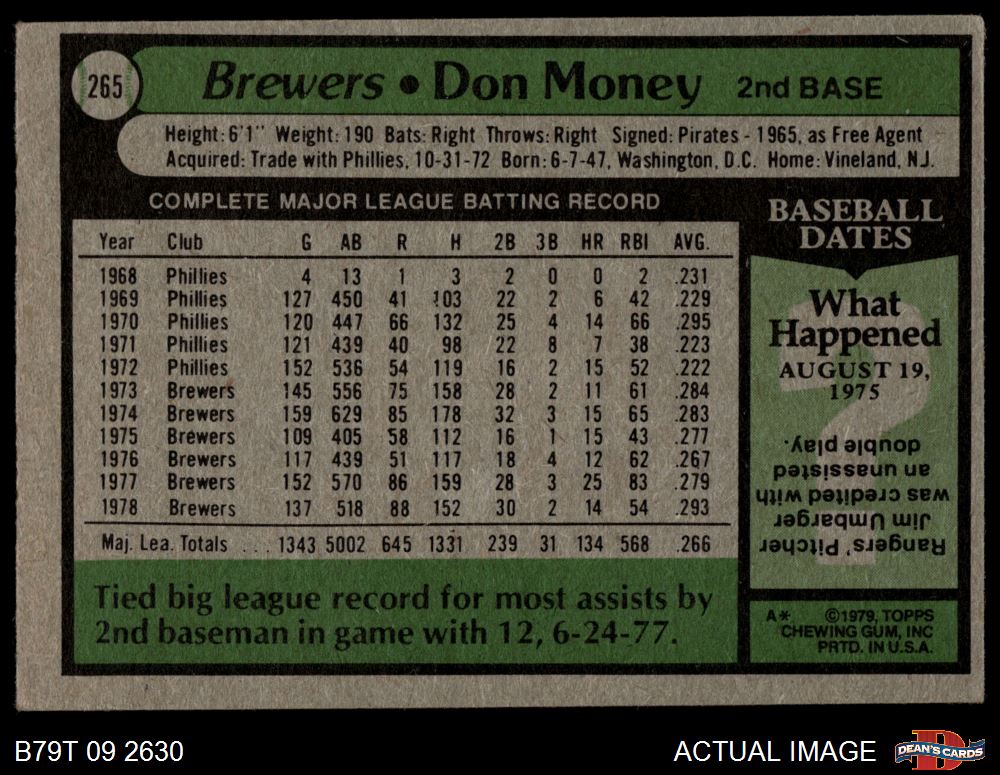 265 Brewers • Don Money 2nd BASE
Height: 6'1" Weight: 190 Bats: Right Throws: Right Signed: Pirates - 1965, as Free Agent
Acquired: Trade with Phillies, 10-31-72 Born: 6-7-47, Washington, D.C. Home: Vineland, N.J.
COMPLETE MAJOR LEAGUE BATTING RECORD
Year Club G AB R H 2B 3B HR RBI AVG.
1968 Phillies 4 13 1 3 2 0 0 2 .231
1969 Phillies 127 450 41 103 22 2 6 42 .229
1970 Phillies 120 447 66 132 25 4 14 66 .295
1971 Phillies 121 439 40 98 22 8 7 38 .223
1972 Phillies 152 536 54 119 16 2 15 52 .222
1973 Brewers 145 556 75 158 28 2 11 61 .284
1974 Brewers 159 629 85 178 32 3 15 65 .283
1975 Brewers 109 405 58 112 16 1 15 43 .277
1976 Brewers 117 439 51 117 18 4 12 62 .267
1977 Brewers 152 570 86 159 28 3 25 83 .279
1978 Brewers 137 518 88 152 30 2 14 54 .293
Maj. Lea. Totals ... 1343 5002 645 1331 239 31 134 568 .266
Tied big league record for most assists by
2nd baseman in game with 12, 6-24-77.
BASEBALL
DATES
What
Happened
AUGUST 19,
1975
?
Rangers' Pitcher
Jim Umbarger
was credited with
an unassisted
double play.
A* ©1979, TOPPS
CHEWING GUM, INC
PRTD. IN U.S.A.
B79T 09 2630
ACTUAL IMAGE
D
DEAN'S CARDS